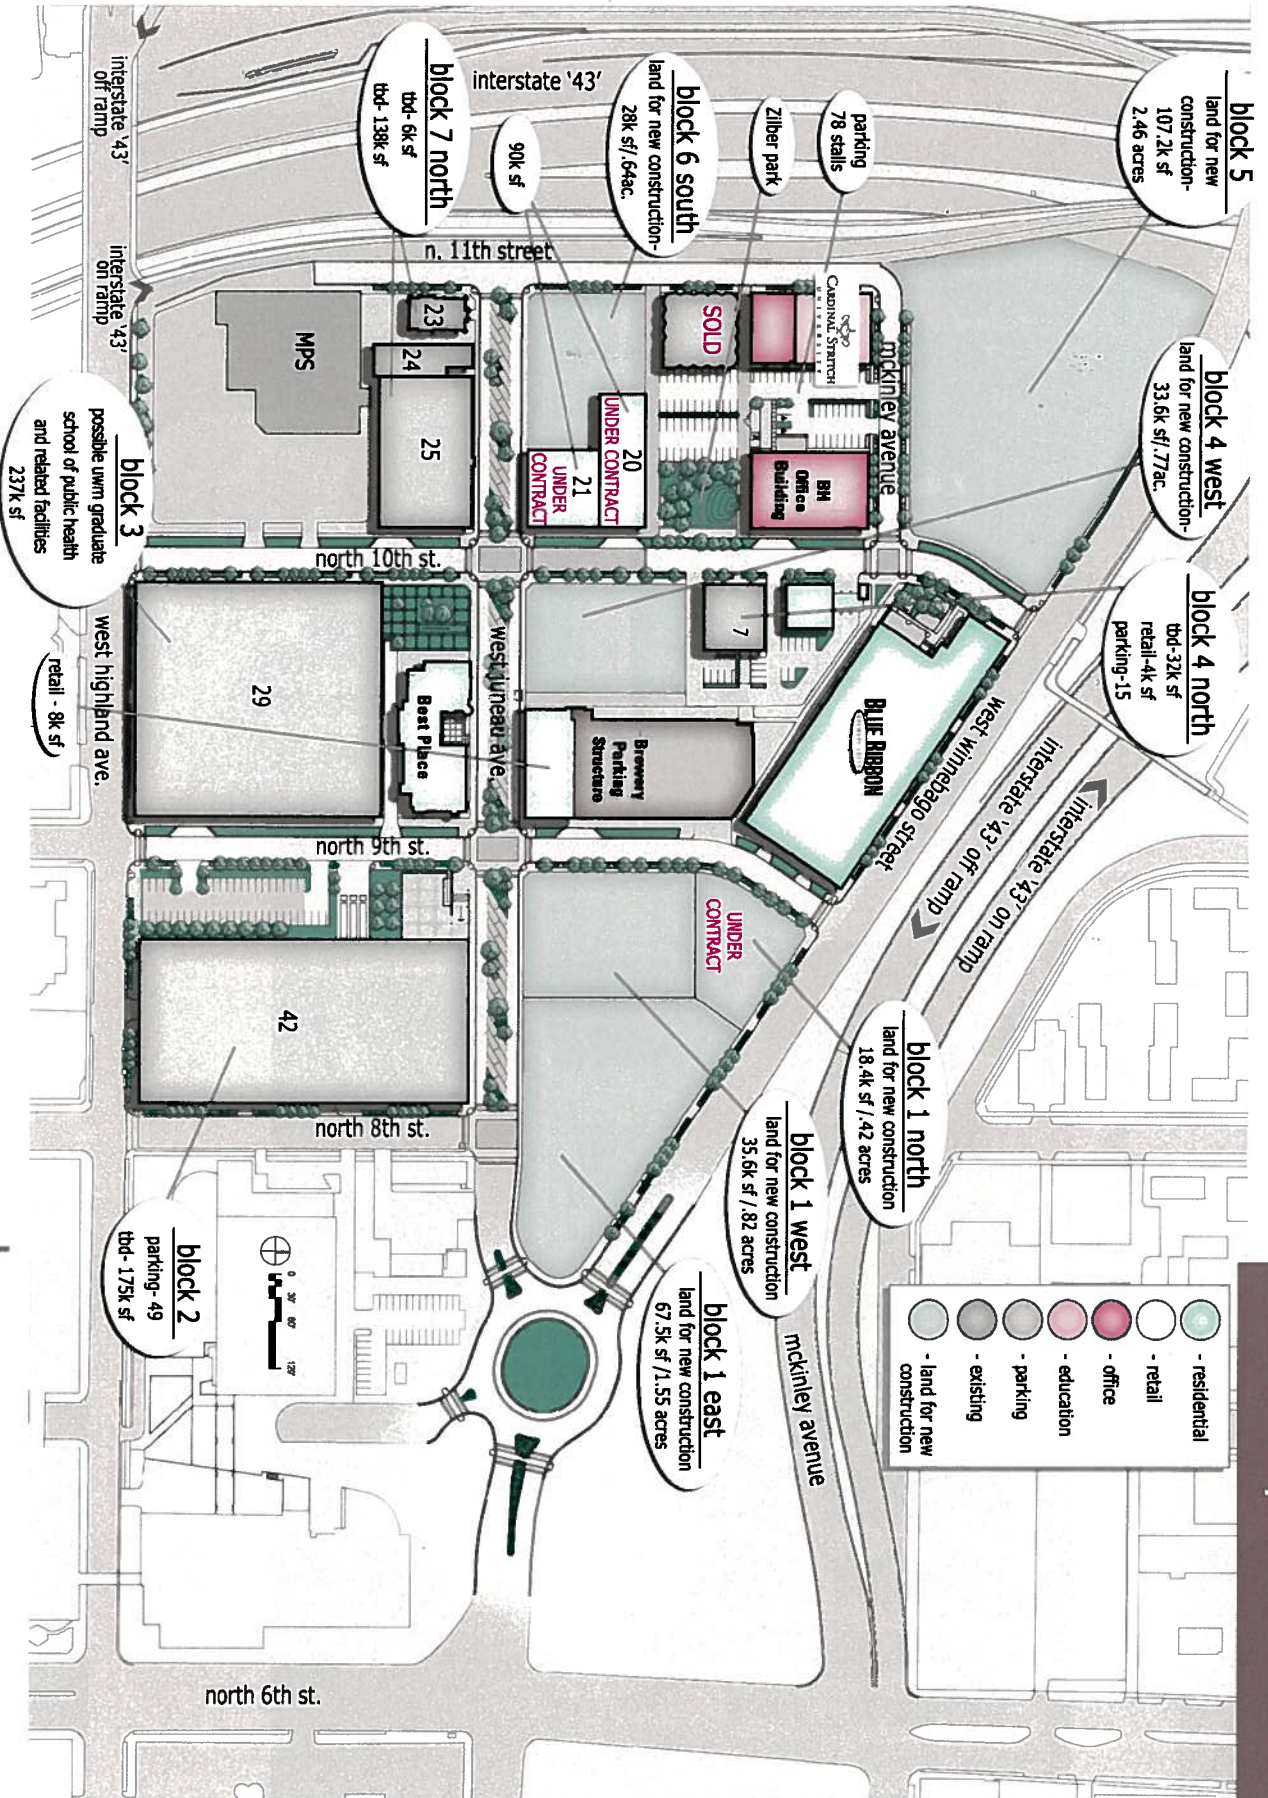 block 5
land for new
construction-
107.2k sf
2.46 acres
block 4 west
land for new construction-
33.6k sf/.77ac.
block 4 north
tbd-32k sf
retail-4k sf
parking-15
parking
78 stalls
Zilber park
block 6 south
land for new construction-
28k sf/.64ac.
90k sf
interstate '43'
block 7 north
tbd- 6k sf
tbd- 138k sf
interstate '43'
off ramp
interstate '43'
on ramp
n. 11th street
mckinley avenue
CARDINAL STRITCH
UNIVERSITY
SOLD
BH
Office
Building
20
UNDER CONTRACT
21
UNDER
CONTRACT
23
24
25
MPS
block 3
possible uwm graduate
school of public health
and related facilities
237k sf
north 10th st.
west juneau ave.
west highland ave.
retail - 8k sf
7
BLUE RIBBON
west winnebago street
interstate '43' off ramp
interstate '43' on ramp
Brewery
Parking
Structure
Best Place
29
north 9th st.
UNDER
CONTRACT
42
north 8th st.
block 1 north
land for new construction
18.4k sf /.42 acres
block 1 west
land for new construction
35.6k sf /.82 acres
block 1 east
land for new construction
67.5k sf /1.55 acres
block 2
parking- 49
tbd- 175k sf
0 30' 60' 120'
mckinley avenue
north 6th st.
- residential
- retail
- office
- education
- parking
- existing
- land for new
construction